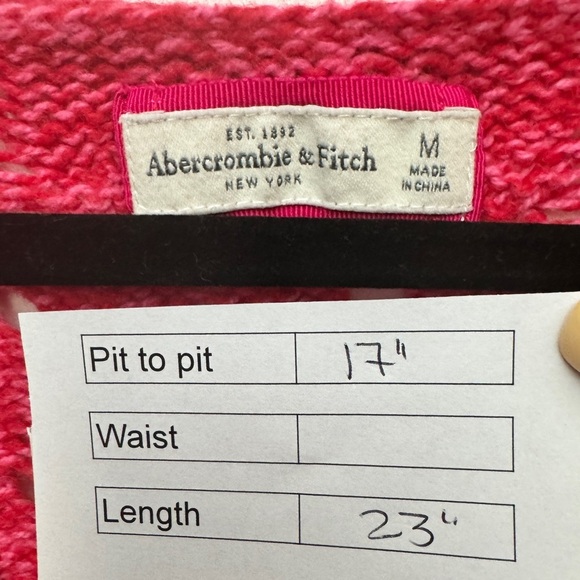 EST. 1892
Abercrombie & Fitch
NEW YORK
M
MADE
IN CHINA
Pit to pit 17"
Waist
Length 23"